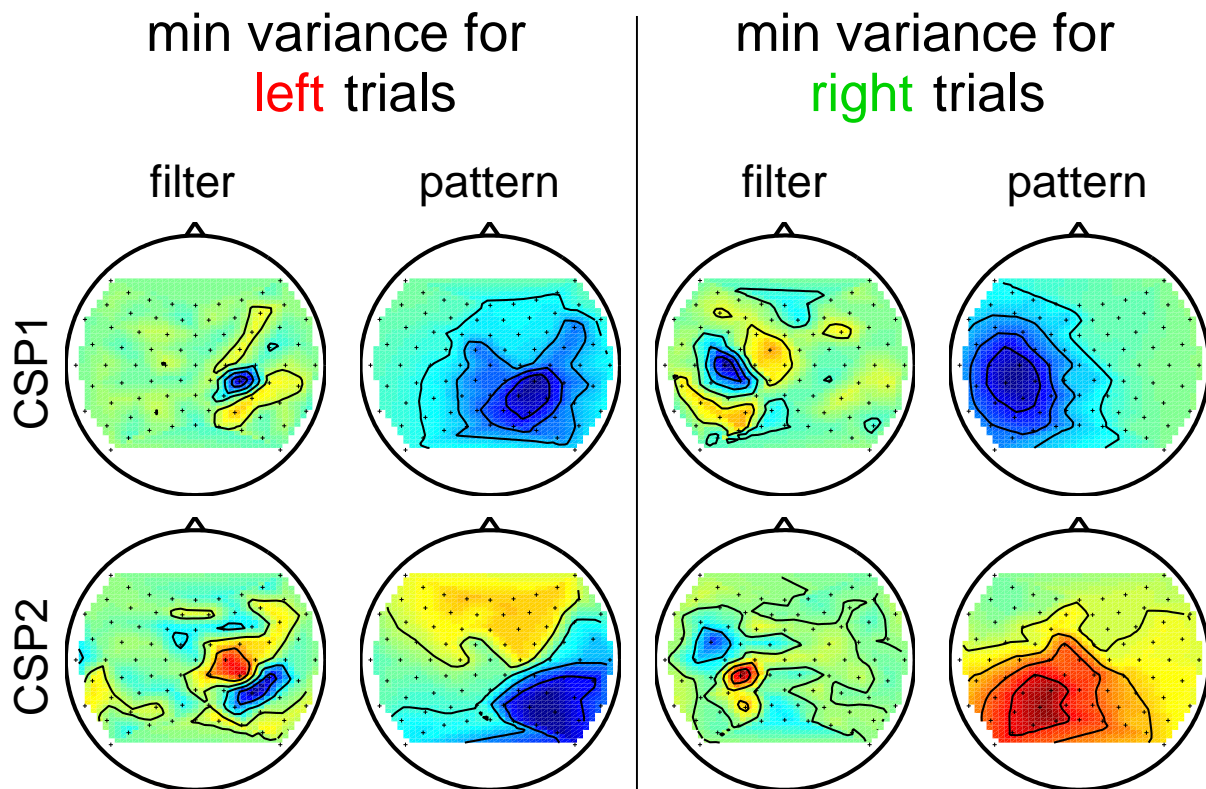 min variance for
left trials
min variance for
right trials
filter
pattern
filter
pattern
CSP1
CSP2